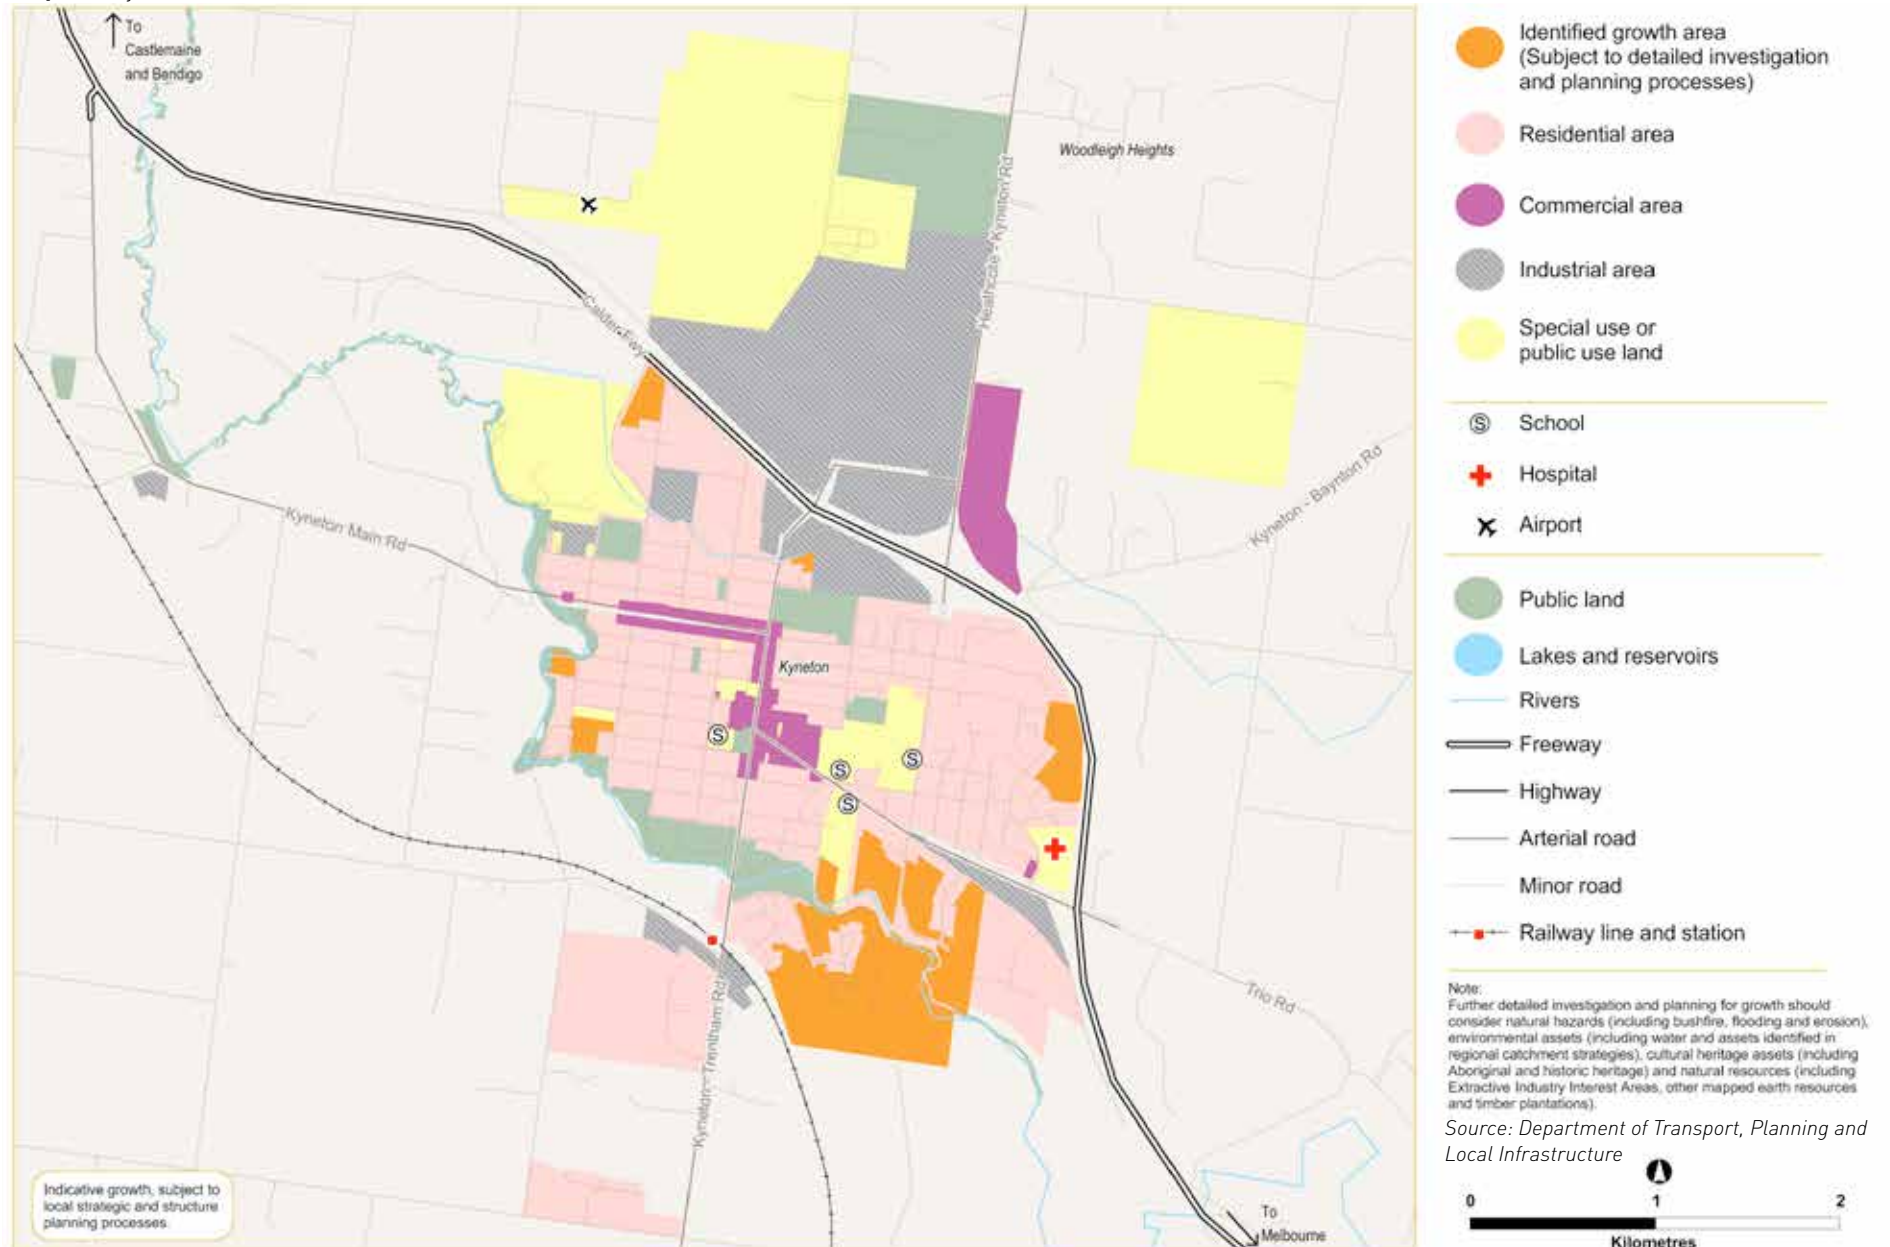 To
Castlemaine
and Bendigo
Woodleigh Heights
Heathcote - Kyneton Rd
Calder Fwy
Kyneton - Baynton Rd
Kyneton Main Rd
Kyneton
Trio Rd
Kyneton - Trentham Rd
To
Melbourne
Indicative growth, subject to
local strategic and structure
planning processes.
Identified growth area
(Subject to detailed investigation
and planning processes)
Residential area
Commercial area
Industrial area
Special use or
public use land
S School
Hospital
Airport
Public land
Lakes and reservoirs
Rivers
Freeway
Highway
Arterial road
Minor road
Railway line and station
Note:
Further detailed investigation and planning for growth should
consider natural hazards (including bushfire, flooding and erosion),
environmental assets (including water and assets identified in
regional catchment strategies), cultural heritage assets (including
Aboriginal and historic heritage) and natural resources (including
Extractive Industry Interest Areas, other mapped earth resources
and timber plantations).
Source: Department of Transport, Planning and
Local Infrastructure
0 1 2
Kilometres
S
S
S
S